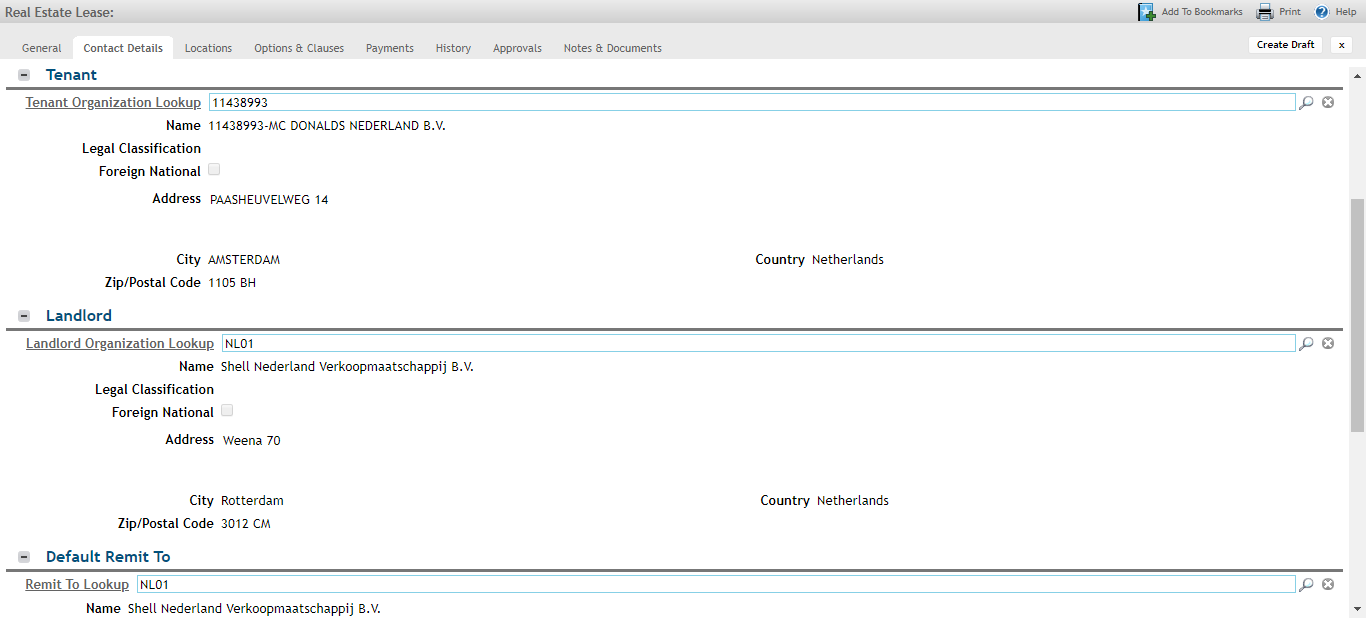 Real Estate Lease:
Add To Bookmarks Print Help
General Contact Details Locations Options & Clauses Payments History Approvals Notes & Documents Create Draft x
Tenant
Tenant Organization Lookup 11438993
Name 11438993-MC DONALDS NEDERLAND B.V.
Legal Classification
Foreign National
Address PAASHEUVELWEG 14
City AMSTERDAM Country Netherlands
Zip/Postal Code 1105 BH
Landlord
Landlord Organization Lookup NL01
Name Shell Nederland Verkoopmaatschappij B.V.
Legal Classification
Foreign National
Address Weena 70
City Rotterdam Country Netherlands
Zip/Postal Code 3012 CM
Default Remit To
Remit To Lookup NL01
Name Shell Nederland Verkoopmaatschappij B.V.